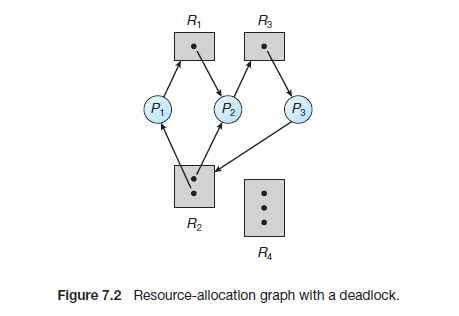 R1 R3
P1 P2 P3
R2
R4
Figure 7.2 Resource-allocation graph with a deadlock.